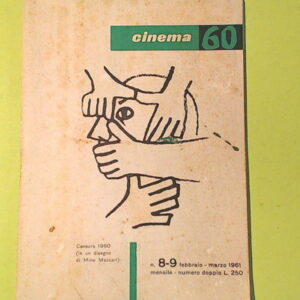 cinema 60
Censura 1960
(in un disegno
di Mino Maccari)
n. 8-9 febbraio - marzo 1961
mensile - numero doppio L. 250